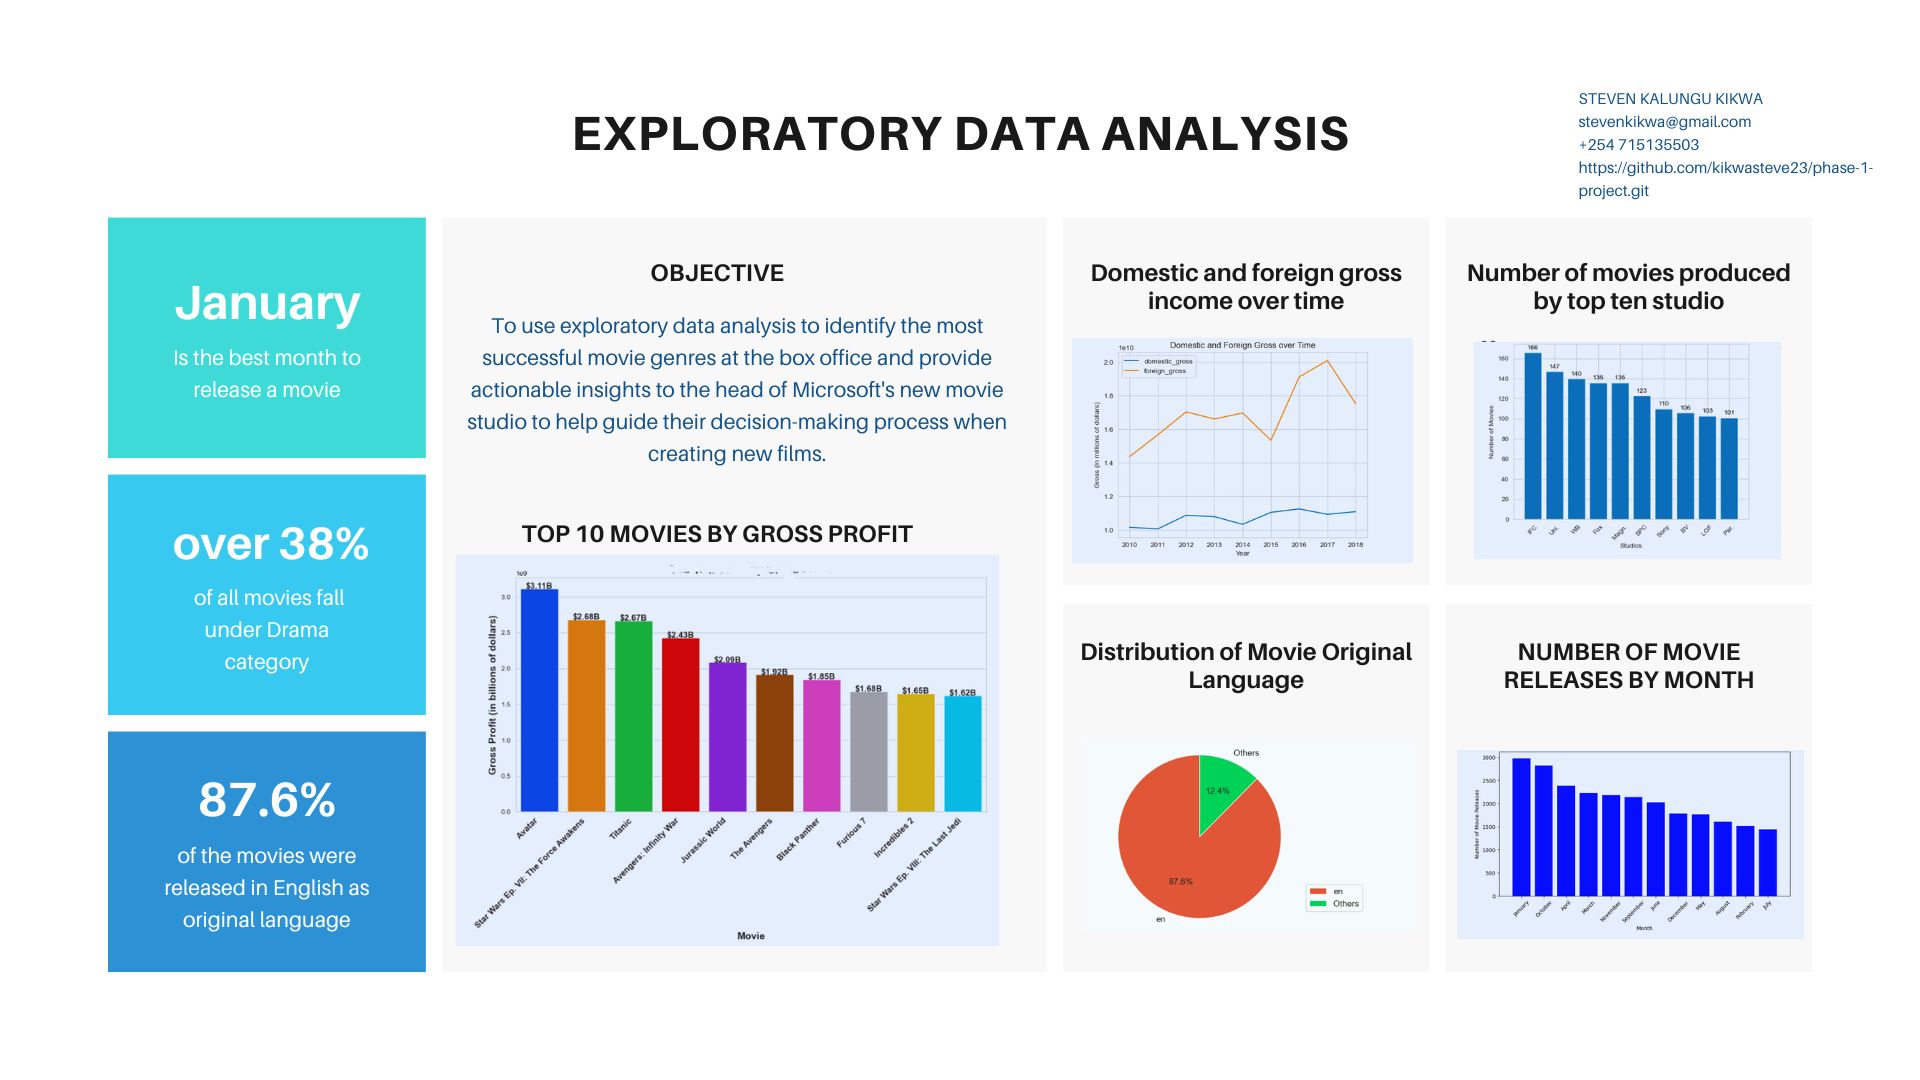 EXPLORATORY DATA ANALYSIS
STEVEN KALUNGU KIKWA
stevenkikwa@gmail.com
+254 715135503
https://github.com/kikwasteve23/phase-1-
project.git
January
Is the best month to
release a movie
over 38%
of all movies fall
under Drama
category
87.6%
of the movies were
released in English as
original language
OBJECTIVE
To use exploratory data analysis to identify the most
successful movie genres at the box office and provide
actionable insights to the head of Microsoft's new movie
studio to help guide their decision-making process when
creating new films.
TOP 10 MOVIES BY GROSS PROFIT
1e9
Gross Profit (in billions of dollars)
3.0
2.5
2.0
1.5
1.0
0.5
0.0
$3.11B
$2.68B
$2.67B
$2.43B
$2.09B
$1.92B
$1.85B
$1.68B
$1.65B
$1.62B
Avatar
Star Wars Ep. VII: The Force Awakens
Titanic
Avengers: Infinity War
Jurassic World
The Avengers
Black Panther
Furious 7
Incredibles 2
Star Wars Ep. VIII: The Last Jedi
Movie
Domestic and foreign gross
income over time
Domestic and Foreign Gross over Time
1e10
domestic_gross
foreign_gross
Gross (in millions of dollars)
2.0
1.8
1.6
1.4
1.2
1.0
2010 2011 2012 2013 2014 2015 2016 2017 2018
Year
Number of movies produced
by top ten studio
Number of Movies
160
140
120
100
80
60
40
20
0
166
147
140
136
136
123
110
106
103
101
IFC
Uni.
WB
Fox
Magn.
SPC
Sony
BV
LGF
Par.
Studios
Distribution of Movie Original
Language
Others
12.4%
87.6%
en
en
Others
NUMBER OF MOVIE
RELEASES BY MONTH
Number of Movie Releases
3000
2500
2000
1500
1000
500
0
January
October
April
March
November
September
June
December
May
August
February
July
Month